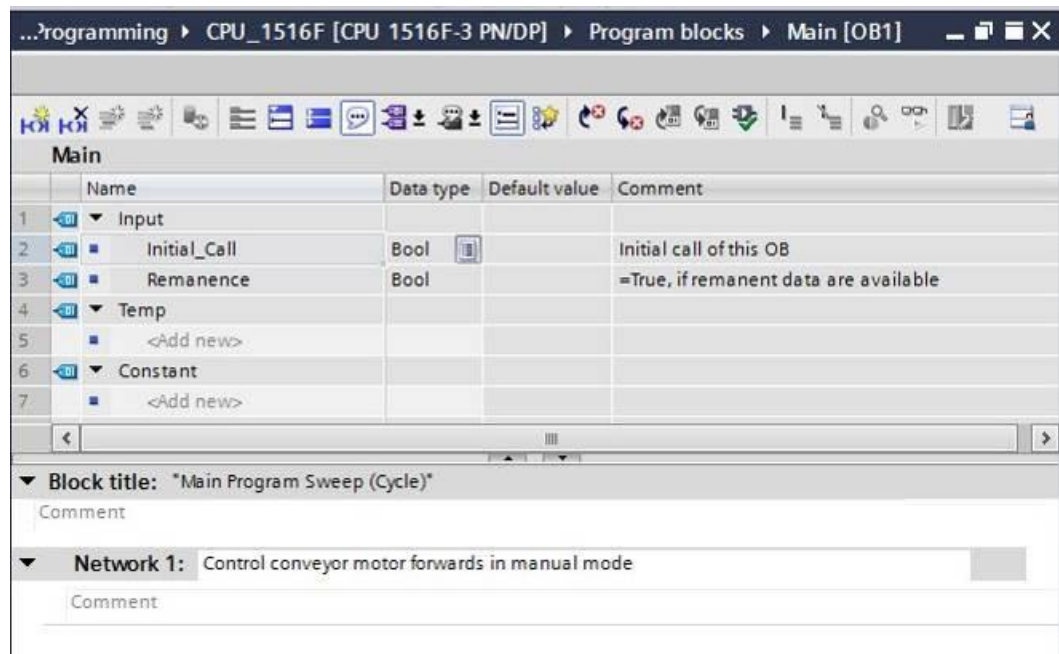 ...Programming ▸ CPU_1516F [CPU 1516F-3 PN/DP] ▸ Program blocks ▸ Main [OB1]
Main
Name Data type Default value Comment
1 Input
2 Initial_Call Bool Initial call of this OB
3 Remanence Bool =True, if remanent data are available
4 Temp
5 <Add new>
6 Constant
7 <Add new>
Block title: "Main Program Sweep (Cycle)"
Comment
Network 1: Control conveyor motor forwards in manual mode
Comment